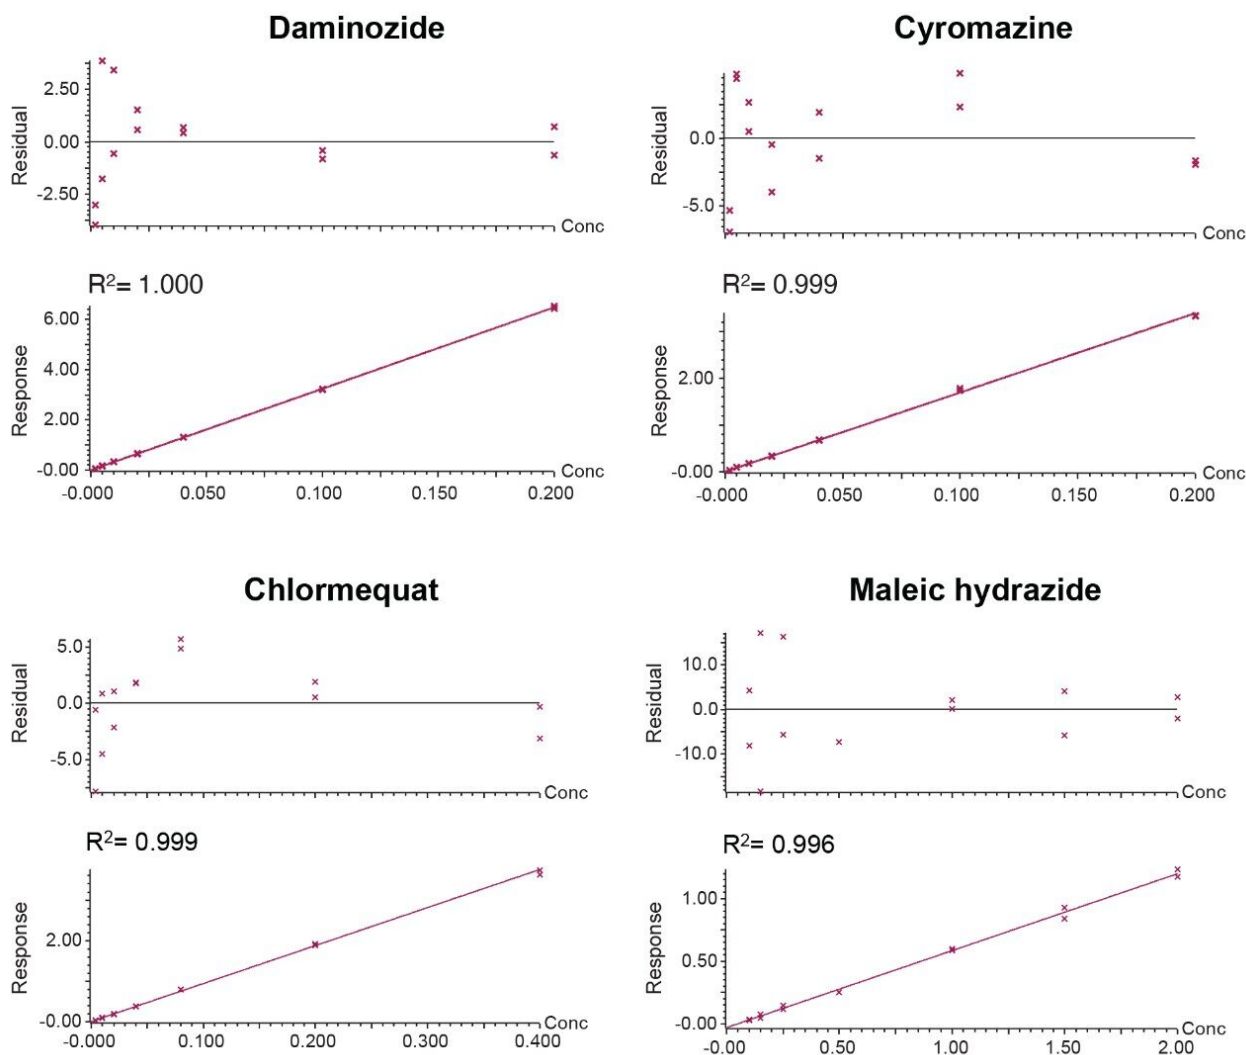 Daminozide
Residual
2.50
0.00
-2.50
Conc
R²= 1.000
Response
6.00
4.00
2.00
-0.00
Conc
-0.000 0.050 0.100 0.150 0.200
Cyromazine
Residual
0.0
-5.0
Conc
R²= 0.999
Response
2.00
-0.00
Conc
-0.000 0.050 0.100 0.150 0.200
Chlormequat
Residual
5.0
0.0
-5.0
Conc
R²= 0.999
Response
2.00
-0.00
Conc
-0.000 0.100 0.200 0.300 0.400
Maleic hydrazide
Residual
10.0
0.0
-10.0
Conc
R²= 0.996
Response
1.00
0.50
-0.00
Conc
-0.00 0.50 1.00 1.50 2.00